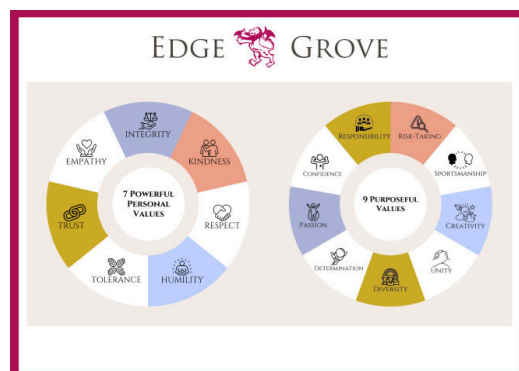 EDGE GROVE
INTEGRITY
KINDNESS
RESPECT
HUMILITY
TOLERANCE
TRUST
EMPATHY
7 POWERFUL
PERSONAL
VALUES
RESPONSIBILITY
RISK-TAKING
SPORTSMANSHIP
CREATIVITY
UNITY
DIVERSITY
DETERMINATION
PASSION
CONFIDENCE
9 PURPOSEFUL
VALUES